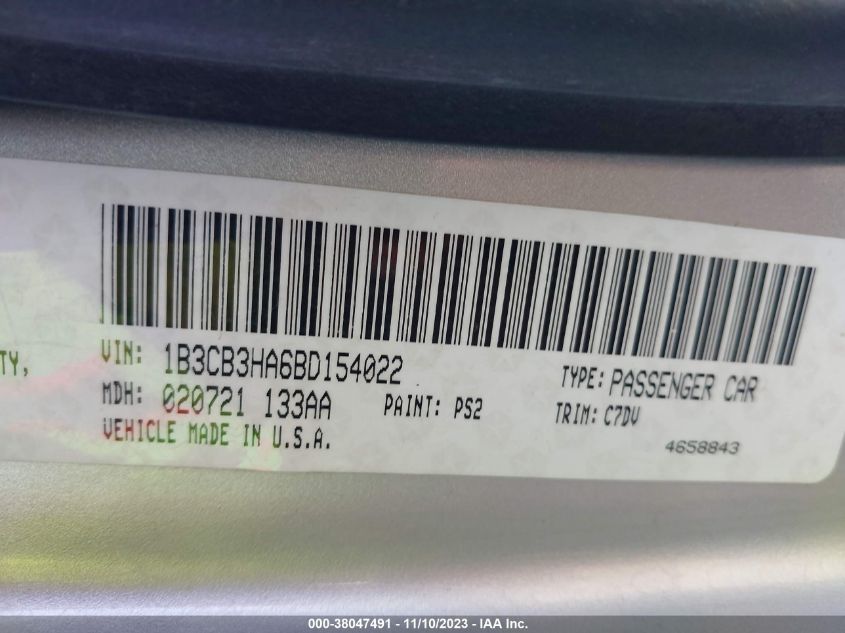 TY,
VIN: 1B3CB3HA6BD154022
TYPE: PASSENGER CAR
MDH: 020721 133AA
PAINT: PS2
TRIM: C7DV
VEHICLE MADE IN U.S.A.
4658843
000-38047491 - 11/10/2023 - IAA Inc.